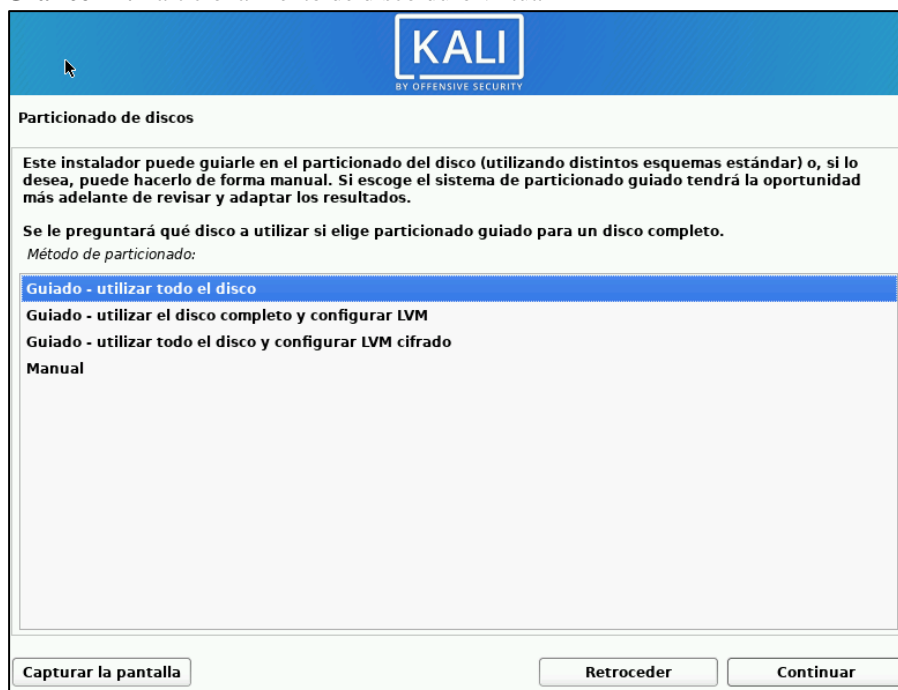 KALI
BY OFFENSIVE SECURITY
Particionado de discos
Este instalador puede guiarle en el particionado del disco (utilizando distintos esquemas estándar) o, si lo
desea, puede hacerlo de forma manual. Si escoge el sistema de particionado guiado tendrá la oportunidad
más adelante de revisar y adaptar los resultados.
Se le preguntará qué disco a utilizar si elige particionado guiado para un disco completo.
Método de particionado:
Guiado - utilizar todo el disco
Guiado - utilizar el disco completo y configurar LVM
Guiado - utilizar todo el disco y configurar LVM cifrado
Manual
Capturar la pantalla
Retroceder
Continuar